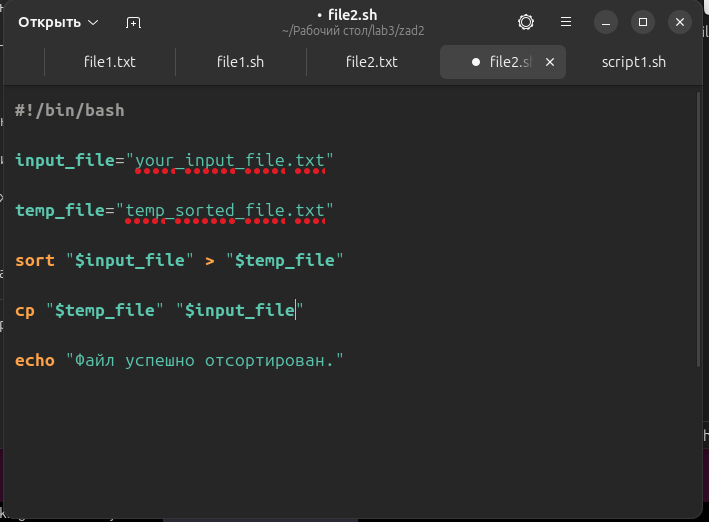 Открыть
• file2.sh
~/Рабочий стол/lab3/zad2
file1.txt
file1.sh
file2.txt
file2.sh
script1.sh
#!/bin/bash
input_file="your_input_file.txt"
temp_file="temp_sorted_file.txt"
sort "$input_file" > "$temp_file"
cp "$temp_file" "$input_file"
echo "Файл успешно отсортирован."